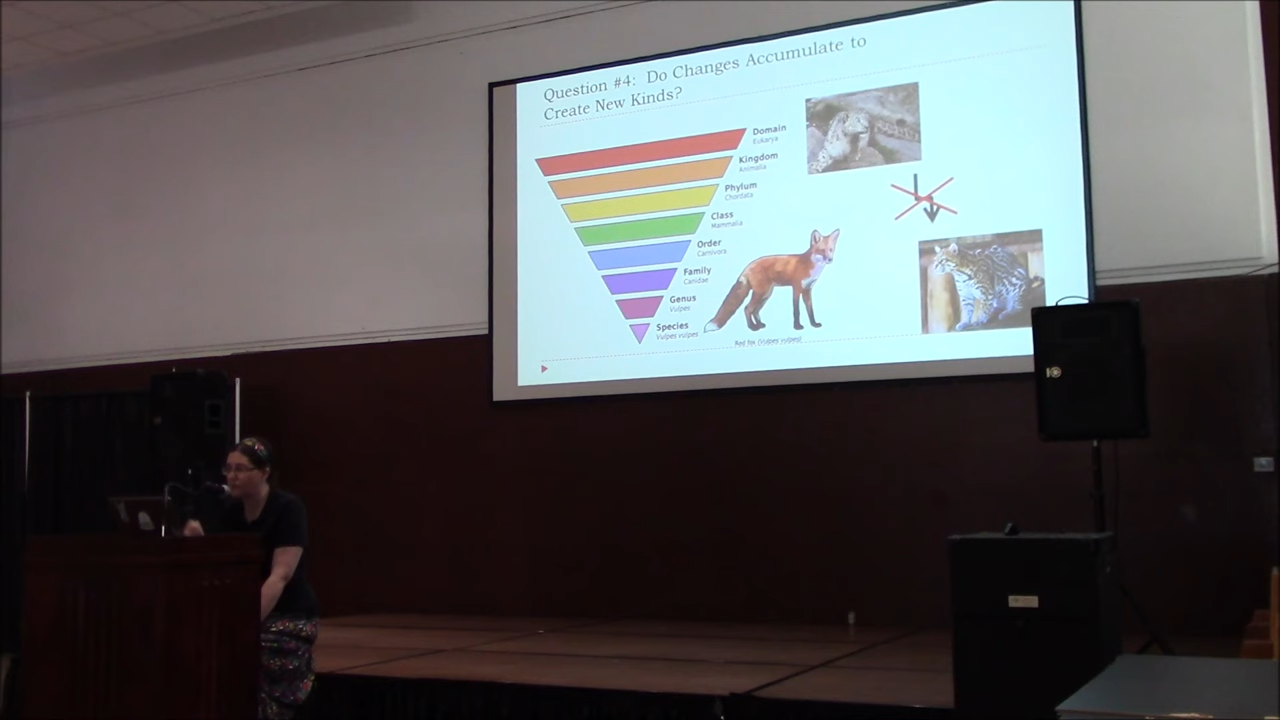 Question #4: Do Changes Accumulate to
Create New Kinds?
Domain
Eukarya
Kingdom
Animalia
Phylum
Chordata
Class
Mammalia
Order
Carnivora
Family
Canidae
Genus
Vulpes
Species
Vulpes vulpes
Red fox (Vulpes vulpes)